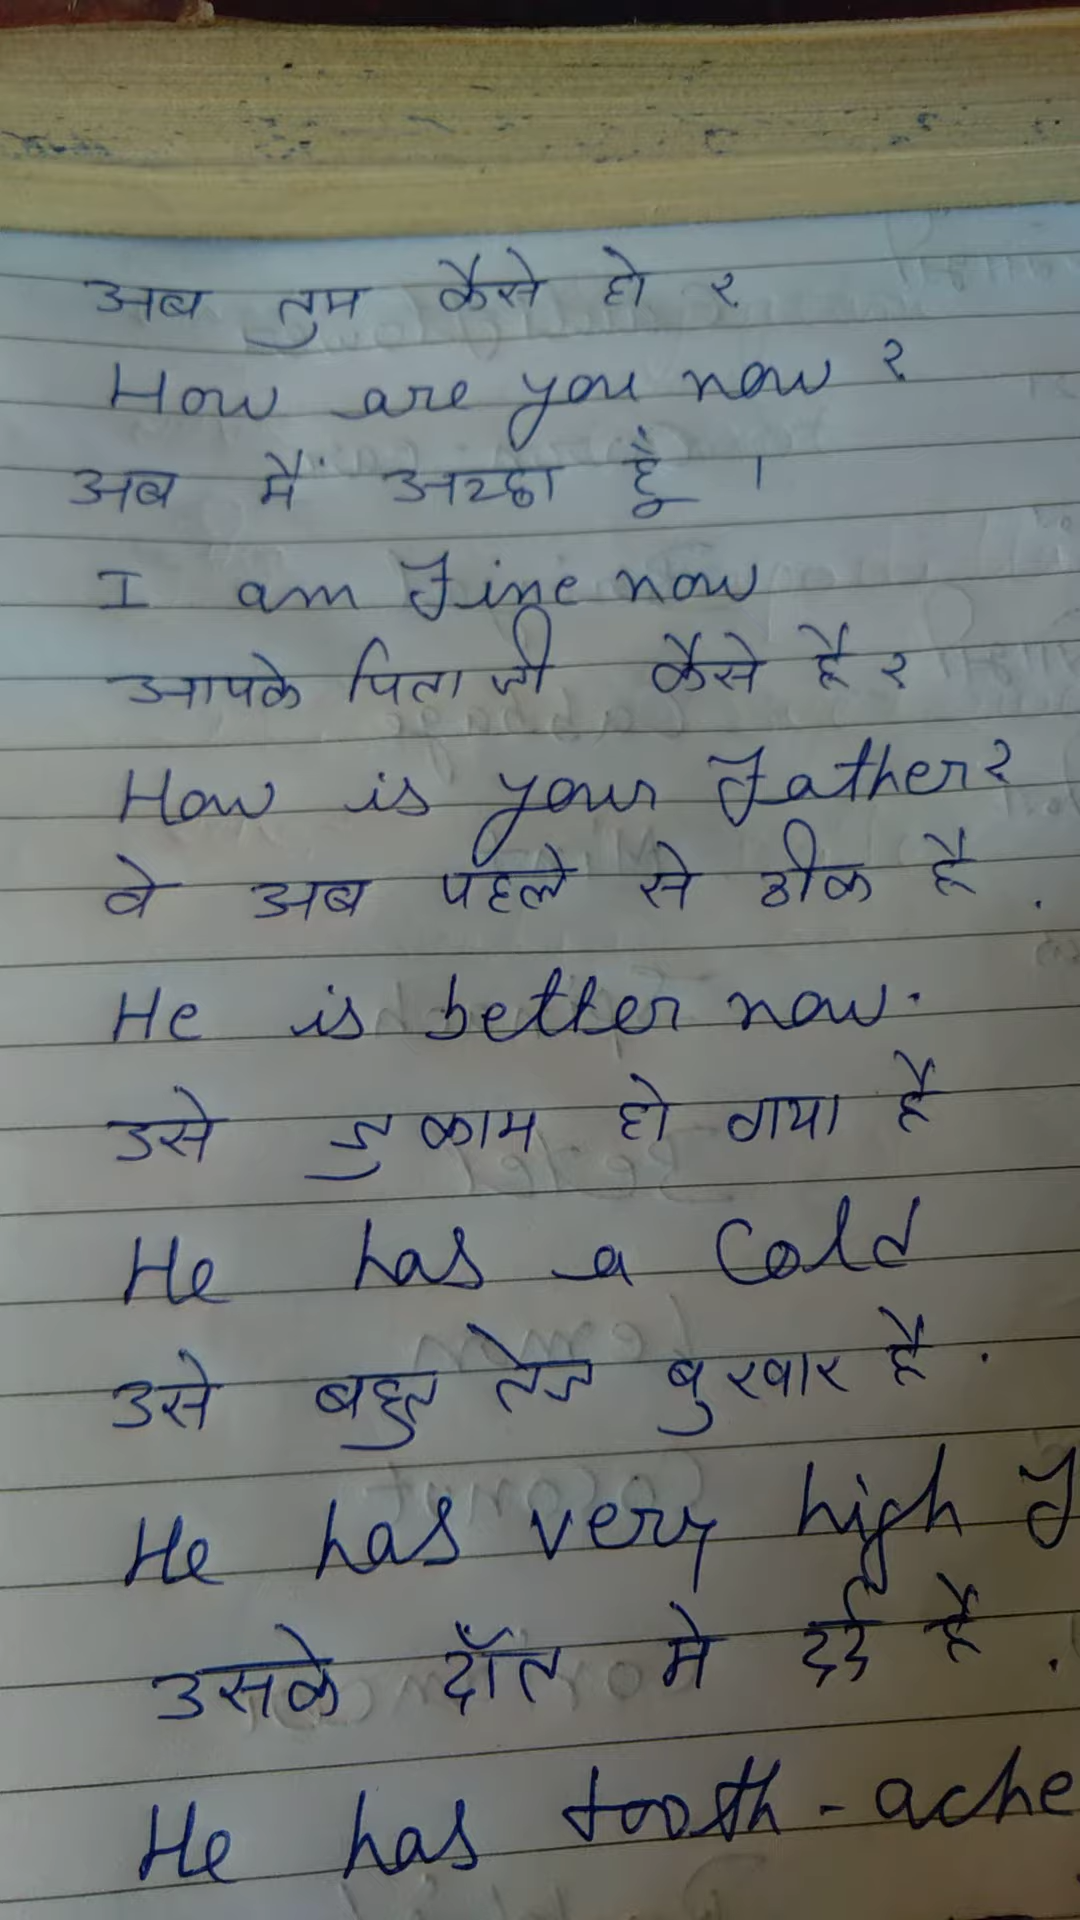 अब तुम कैसे हो ?
How are you now ?
अब मैं अच्छा हूँ ।
I am Fine now
आपके पिता जी कैसे है ?
How is your Father?
वे अब पहले से ठीक है .
He is better now.
उसे जुकाम हो गया है
He has a Cold
उसे बहुत तेज बुखार है .
He has very high F
उसके दाँत मे दर्द है .
He has tooth-ache